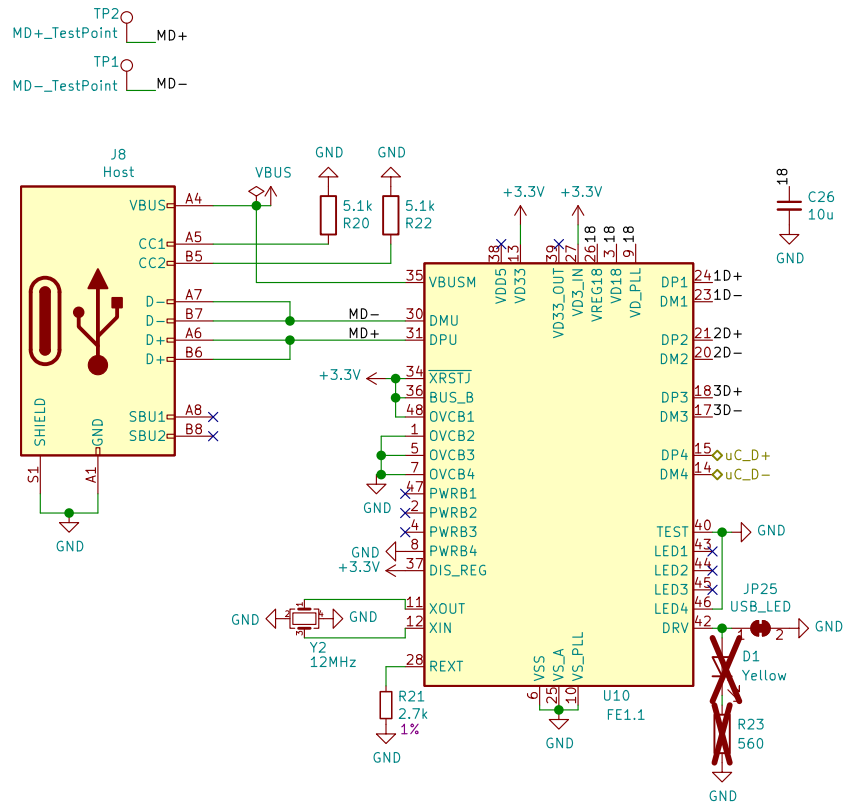 TP2
MD+_TestPoint
MD+
TP1
MD-_TestPoint
MD-
J8
Host
VBUS
GND
GND
5.1k
R20
5.1k
R22
VBUS
A4
CC1
A5
CC2
B5
D-
A7
D-
B7
D+
A6
D+
B6
SBU1
A8
SBU2
B8
SHIELD
GND
S1
A1
GND
MD-
MD+
+3.3V
+3.3V
38
13
39
27
26
18
3
18
9
18
VDD5
VD33
VD33_OUT
VD3_IN
VREG18
VD18
VD_PLL
18
C26
10u
GND
35
VBUSM
30
DMU
31
DPU
+3.3V
34
XRSTJ
36
BUS_B
48
OVCB1
1
OVCB2
5
OVCB3
7
OVCB4
GND
47
PWRB1
2
PWRB2
4
PWRB3
GND
8
PWRB4
+3.3V
37
DIS_REG
11
XOUT
12
XIN
28
REXT
GND
1
2
4
3
GND
Y2
12MHz
R21
2.7k
1%
GND
DP1
24
1D+
DM1
23
1D-
DP2
21
2D+
DM2
20
2D-
DP3
18
3D+
DM3
17
3D-
DP4
15
uC_D+
DM4
14
uC_D-
TEST
40
GND
LED1
43
LED2
44
LED3
45
LED4
46
DRV
42
JP25
USB_LED
1
2
GND
D1
Yellow
R23
560
GND
VSS
VS_A
VS_PLL
6
25
10
GND
U10
FE1.1